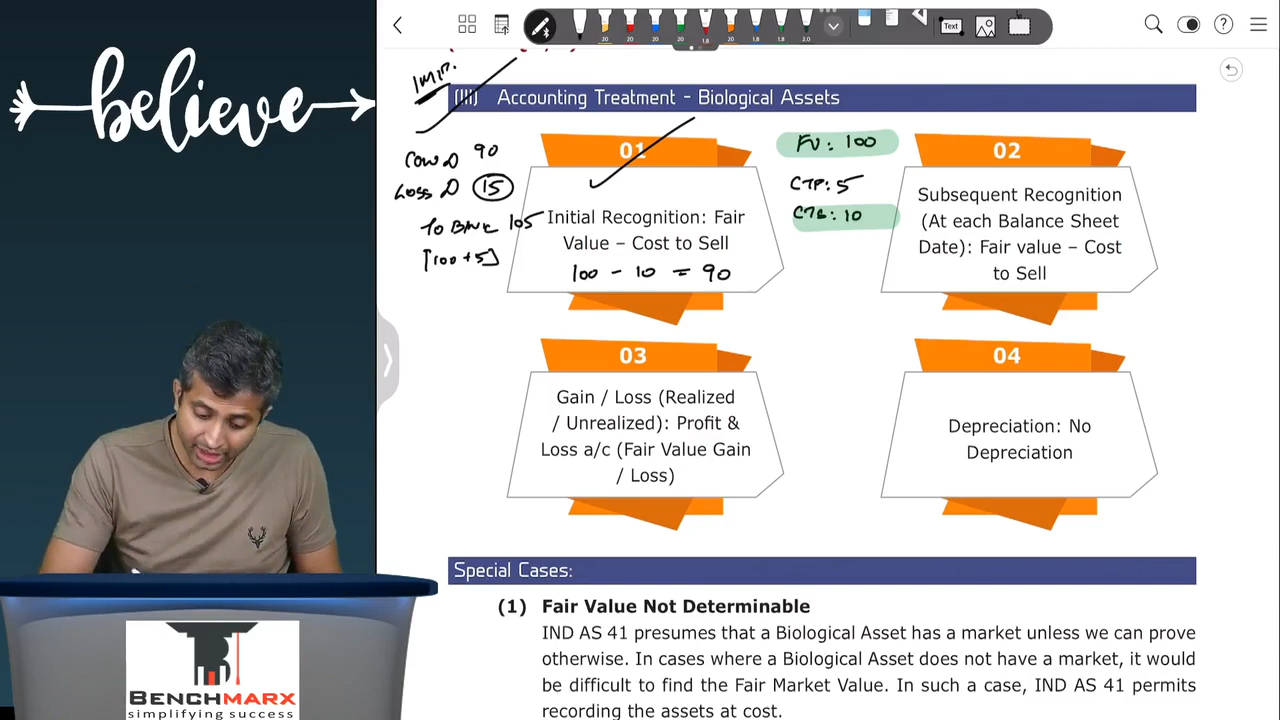 believe
Text
IMP.
(III) Accounting Treatment - Biological Assets
Cow D 90
Loss D 15
To Bank 105
[100 + 5]
01
Initial Recognition: Fair
Value – Cost to Sell
100 - 10 = 90
FV: 100
CTP: 5
CTS: 10
02
Subsequent Recognition
(At each Balance Sheet
Date): Fair value – Cost
to Sell
03
Gain / Loss (Realized
/ Unrealized): Profit &
Loss a/c (Fair Value Gain
/ Loss)
04
Depreciation: No
Depreciation
Special Cases:
(1) Fair Value Not Determinable
IND AS 41 presumes that a Biological Asset has a market unless we can prove
otherwise. In cases where a Biological Asset does not have a market, it would
be difficult to find the Fair Market Value. In such a case, IND AS 41 permits
recording the assets at cost.
BENCHMARX
simplifying success